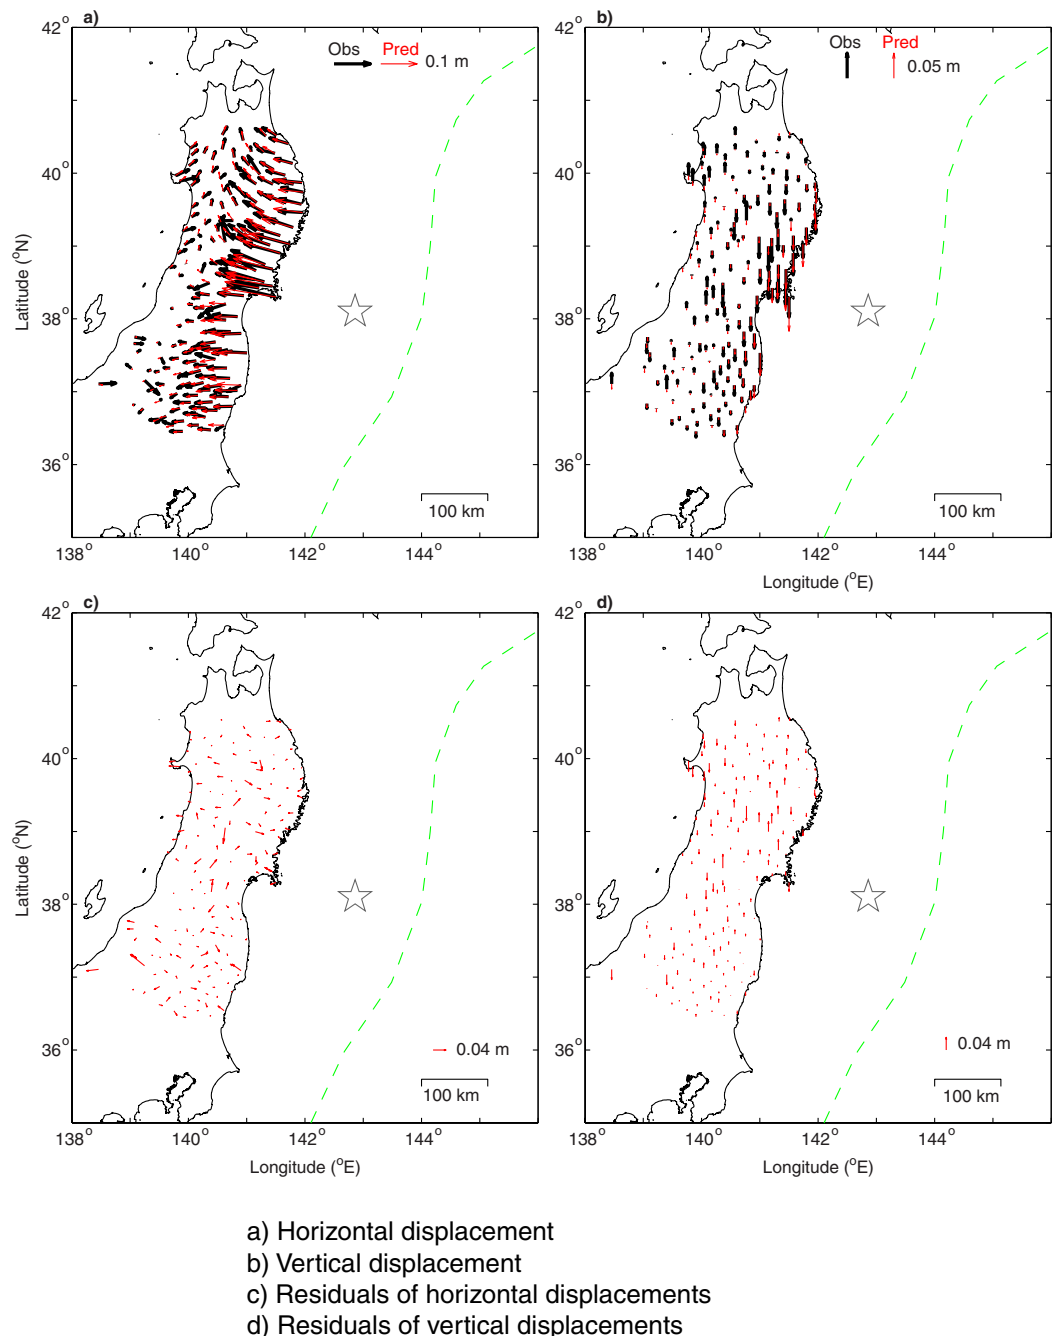 a)
Obs Pred
0.1 m
42°
40°
38°
36°
Latitude (°N)
100 km
138° 140° 142° 144°
b)
Obs Pred
0.05 m
42°
40°
38°
36°
100 km
138° 140° 142° 144°
Longitude (°E)
c)
42°
40°
38°
36°
Latitude (°N)
0.04 m
100 km
138° 140° 142° 144°
Longitude (°E)
d)
42°
40°
38°
36°
0.04 m
100 km
138° 140° 142° 144°
Longitude (°E)
a) Horizontal displacement
b) Vertical displacement
c) Residuals of horizontal displacements
d) Residuals of vertical displacements